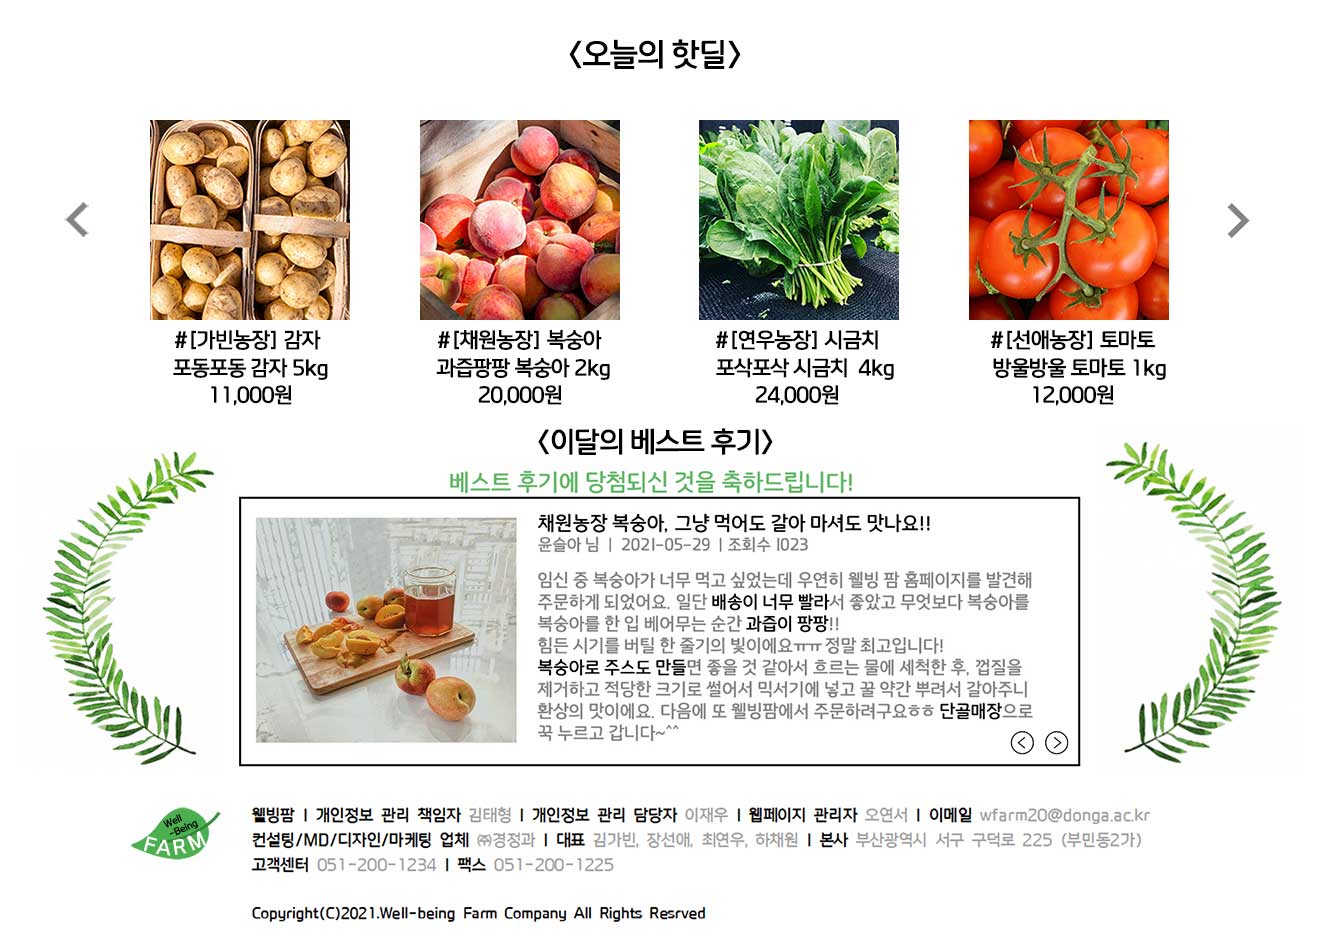 <오늘의 핫딜>
#[가빈농장] 감자
포동포동 감자 5kg
11,000원
#[채원농장] 복숭아
과즙팡팡 복숭아 2kg
20,000원
#[연우농장] 시금치
포삭포삭 시금치 4kg
24,000원
#[선애농장] 토마토
방울방울 토마토 1kg
12,000원
<이달의 베스트 후기>
베스트 후기에 당첨되신 것을 축하드립니다!
채원농장 복숭아, 그냥 먹어도 갈아 마셔도 맛나요!!
윤슬아 님 | 2021-05-29 | 조회수 1023
임신 중 복숭아가 너무 먹고 싶었는데 우연히 웰빙 팜 홈페이지를 발견해
주문하게 되었어요. 일단 배송이 너무 빨라서 좋았고 무엇보다 복숭아를
복숭아를 한 입 베어무는 순간 과즙이 팡팡!!
힘든 시기를 버틸 한 줄기의 빛이에요ㅠㅠ 정말 최고입니다!
복숭아로 주스도 만들면 좋을 것 같아서 흐르는 물에 세척한 후, 껍질을
제거하고 적당한 크기로 썰어서 믹서기에 넣고 꿀 약간 뿌려서 갈아주니
환상의 맛이에요. 다음에 또 웰빙팜에서 주문하려구요ㅎㅎ 단골매장으로
꾹 누르고 갑니다~^^
Well
-Being
FARM
웰빙팜 | 개인정보 관리 책임자 김태형 | 개인정보 관리 담당자 이재우 | 웹페이지 관리자 오연서 | 이메일 wfarm20@donga.ac.kr
컨설팅/MD/디자인/마케팅 업체 ㈜경정과 | 대표 김가빈, 장선애, 최연우, 하채원 | 본사 부산광역시 서구 구덕로 225 (부민동2가)
고객센터 051-200-1234 | 팩스 051-200-1225
Copyright(C)2021.Well-being Farm Company All Rights Resrved